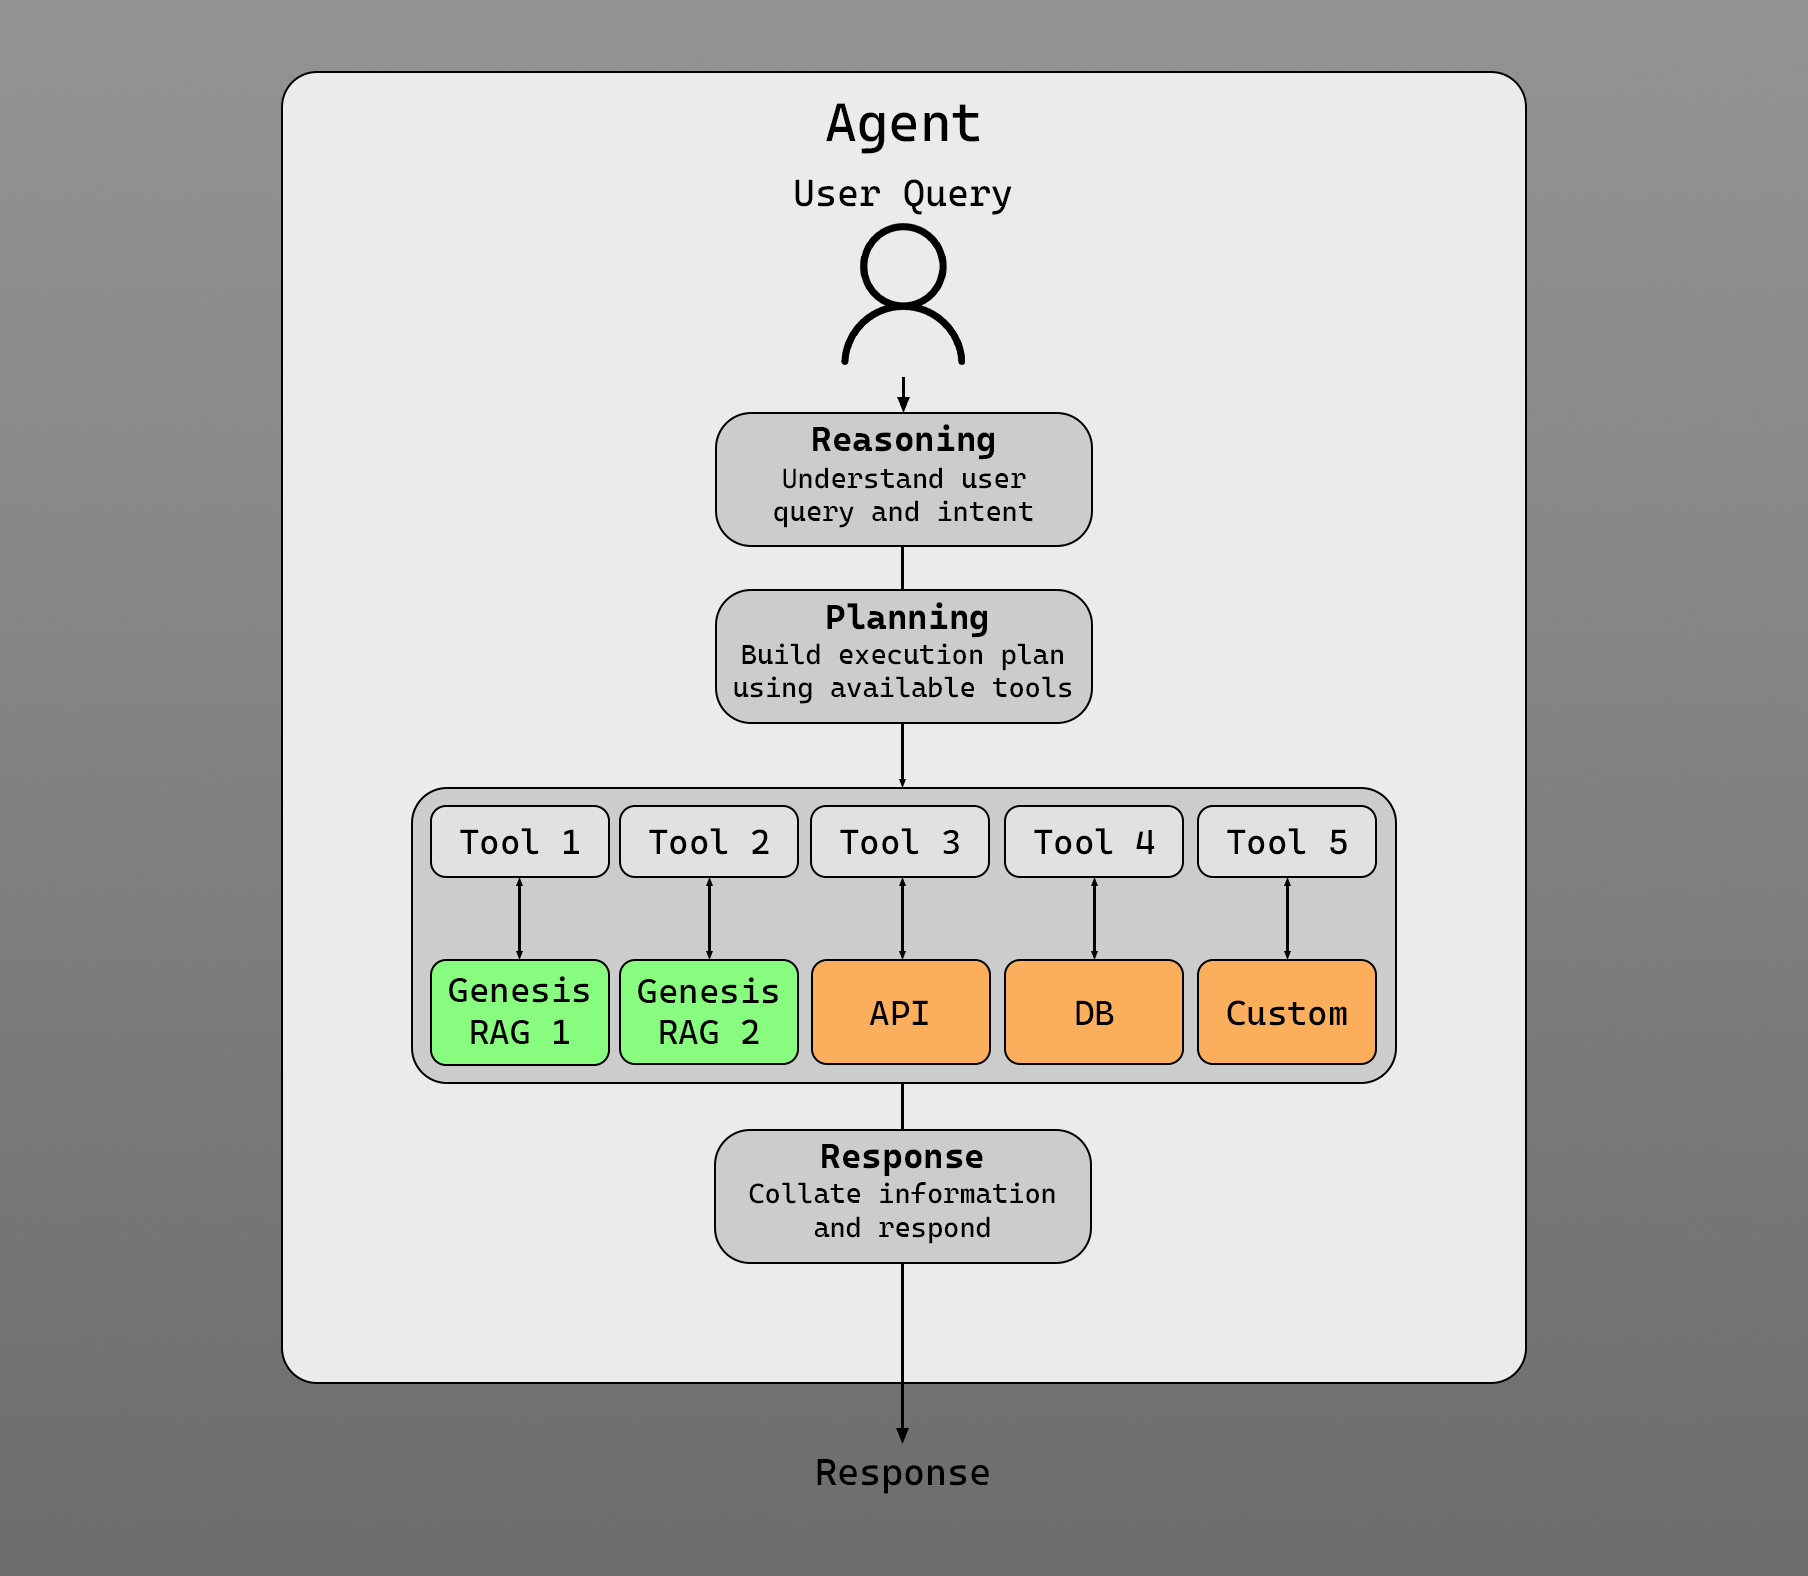 Agent
User Query
Reasoning
Understand user
query and intent
Planning
Build execution plan
using available tools
Tool 1
Tool 2
Tool 3
Tool 4
Tool 5
Genesis
RAG 1
Genesis
RAG 2
API
DB
Custom
Response
Collate information
and respond
Response